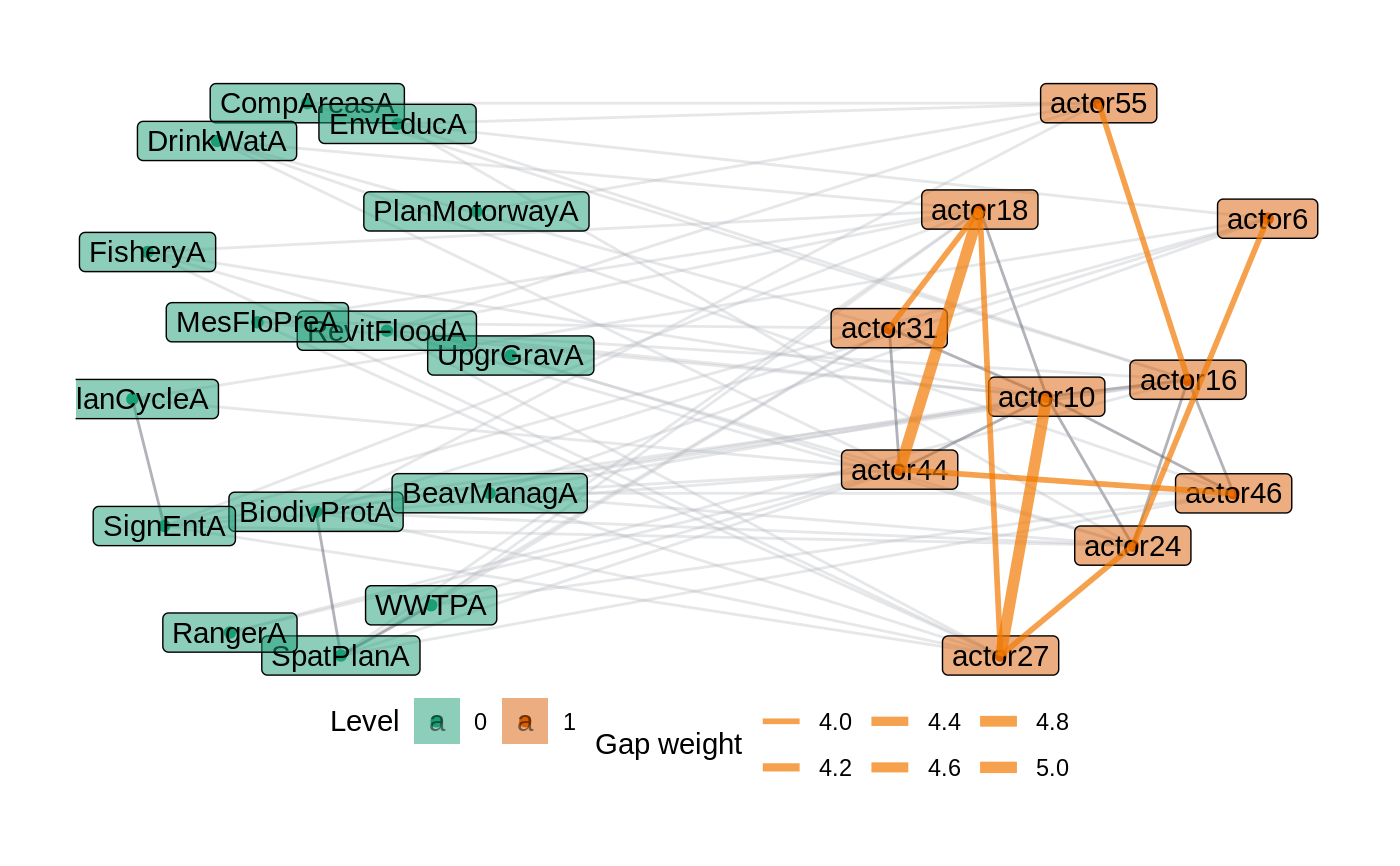 CompAreasA
EnvEducA
DrinkWatA
PlanMotorwayA
FisheryA
MesFloPreA
RevitFloodA
UpgrGravA
lanCycleA
BeavManagA
BiodivProtA
SignEntA
WWTPA
RangerA
SpatPlanA
actor55
actor18
actor6
actor31
actor16
actor10
actor44
actor46
actor24
actor27
Level a 0 a 1
Gap weight
4.0 4.4 4.8
4.2 4.6 5.0